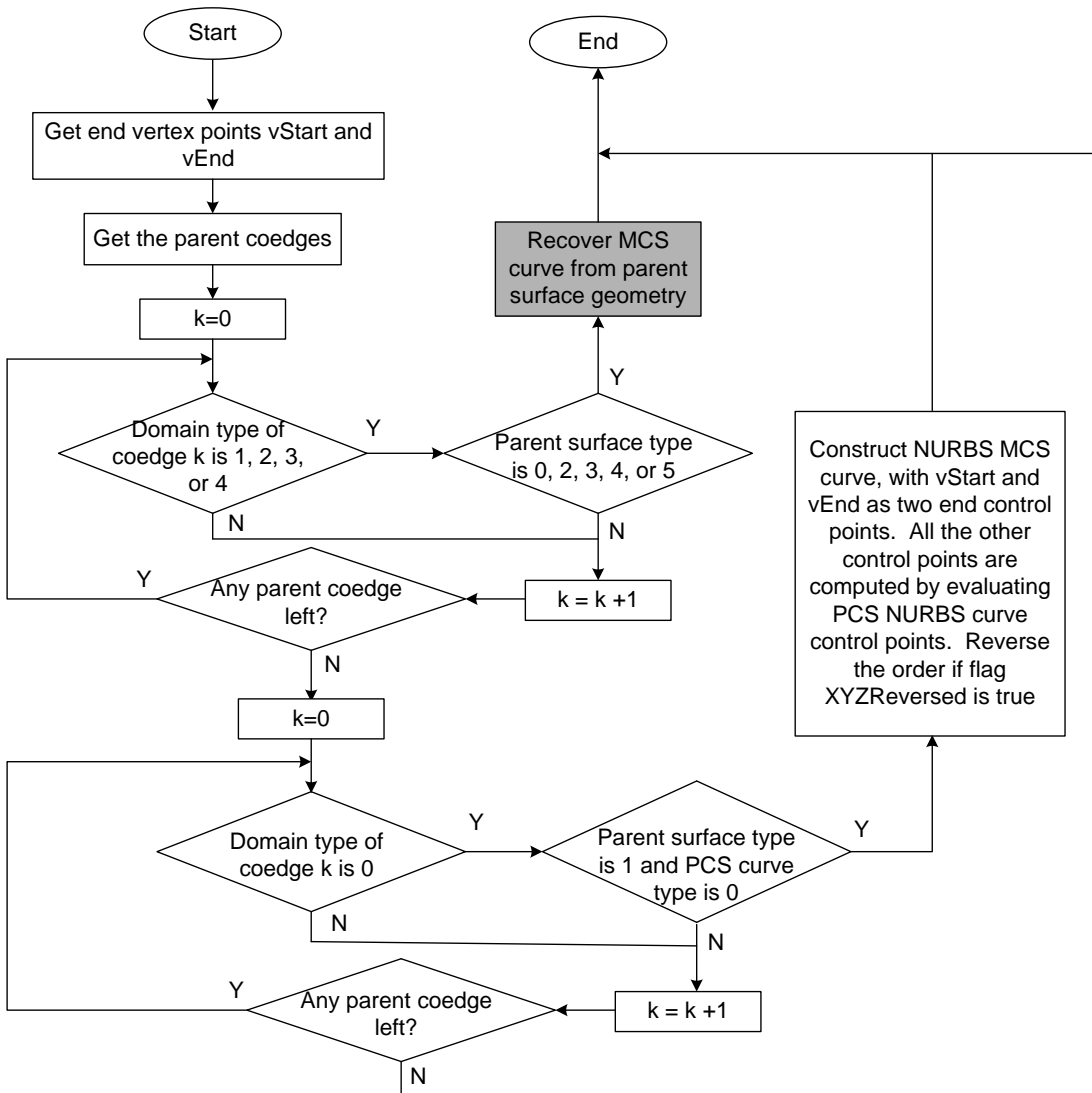 Start
End
Get end vertex points vStart and
vEnd
Get the parent coedges
k=0
Recover MCS
curve from parent
surface geometry
Y
Domain type of
coedge k is 1, 2, 3,
or 4
Y
Parent surface type
is 0, 2, 3, 4, or 5
N
N
Y
Any parent coedge
left?
k = k +1
N
k=0
Construct NURBS MCS
curve, with vStart and
vEnd as two end control
points.  All the other
control points are
computed by evaluating
PCS NURBS curve
control points.  Reverse
the order if flag
XYZReversed is true
Domain type of
coedge k is 0
Y
Parent surface type
is 1 and PCS curve
type is 0
Y
N
N
Y
Any parent coedge
left?
k = k +1
N